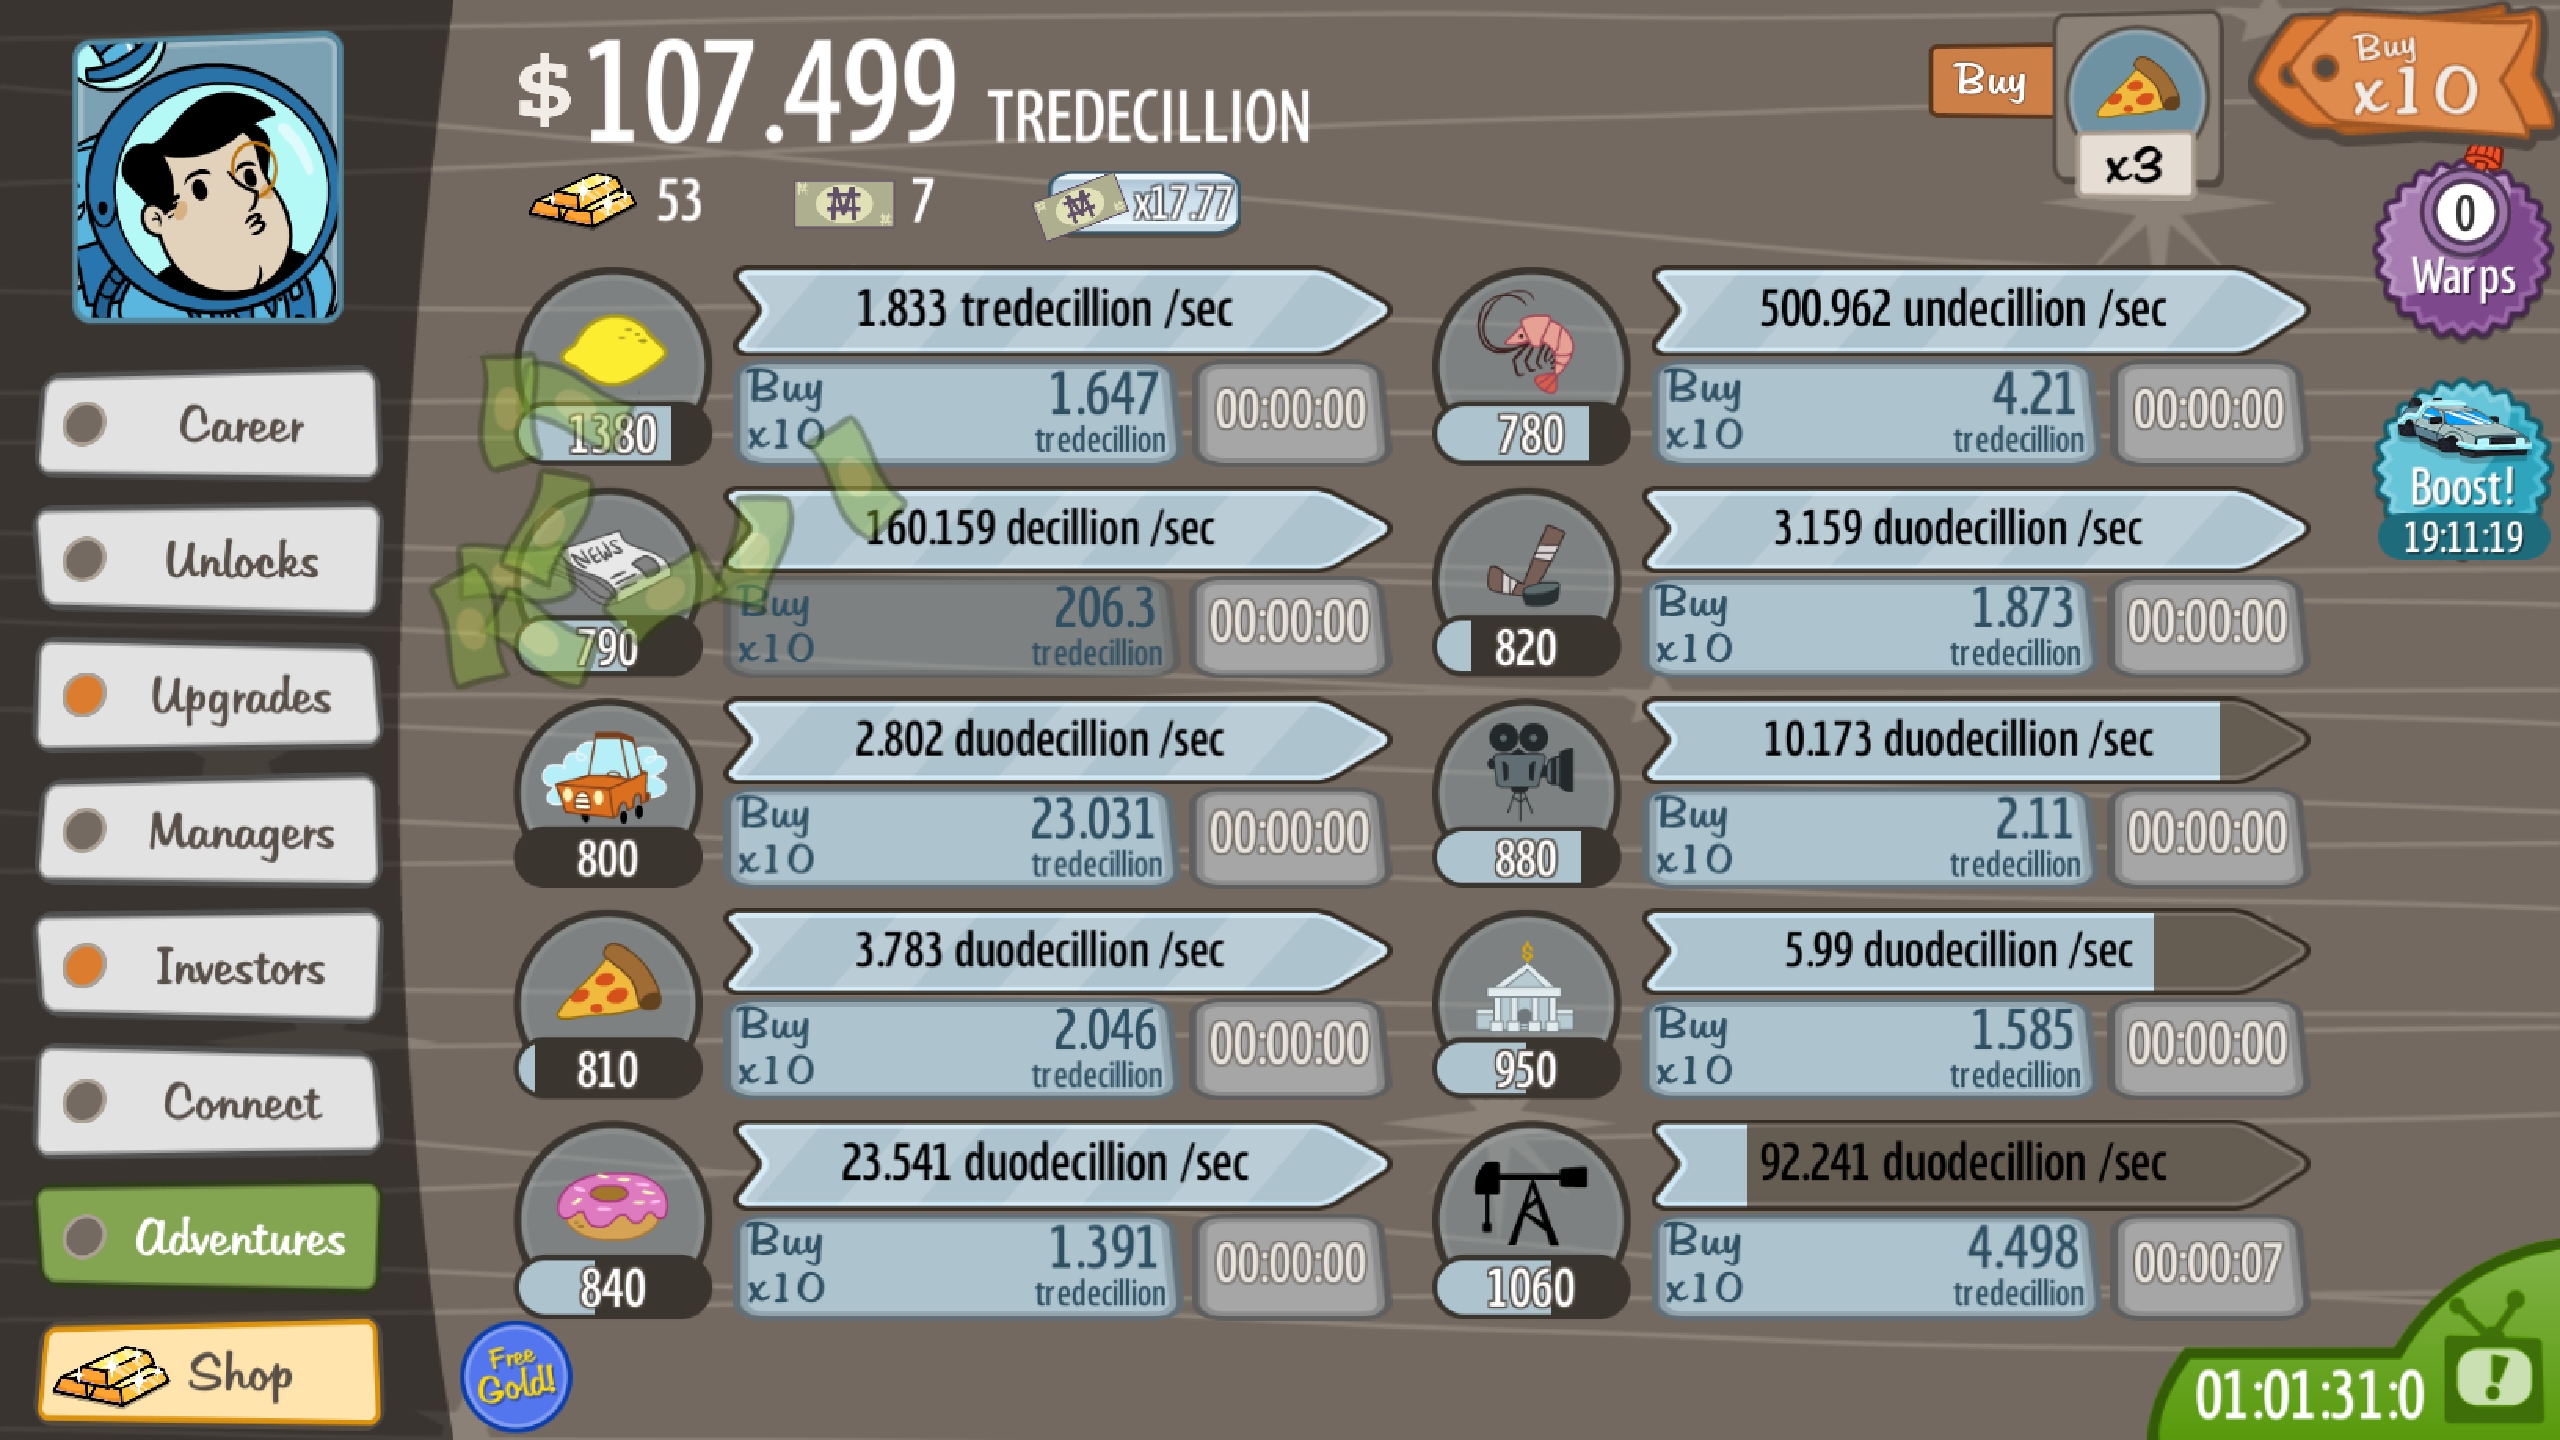 $107.499 TREDECILLION
53
7
x17.77
Buy
x3
Buy
x10
0
Warps
Boost!
19:11:19
Career
Unlocks
Upgrades
Managers
Investors
Connect
Adventures
Shop
1380
1.833 tredecillion /sec
Buy
x10
1.647
tredecillion
00:00:00
780
500.962 undecillion /sec
Buy
x10
4.21
tredecillion
00:00:00
NEWS
790
160.159 decillion /sec
Buy
x10
206.3
tredecillion
00:00:00
820
3.159 duodecillion /sec
Buy
x10
1.873
tredecillion
00:00:00
800
2.802 duodecillion /sec
Buy
x10
23.031
tredecillion
00:00:00
880
10.173 duodecillion /sec
Buy
x10
2.11
tredecillion
00:00:00
810
3.783 duodecillion /sec
Buy
x10
2.046
tredecillion
00:00:00
950
5.99 duodecillion /sec
Buy
x10
1.585
tredecillion
00:00:00
840
23.541 duodecillion /sec
Buy
x10
1.391
tredecillion
00:00:00
1060
92.241 duodecillion /sec
Buy
x10
4.498
tredecillion
00:00:07
Free
Gold!
01:01:31:0
!